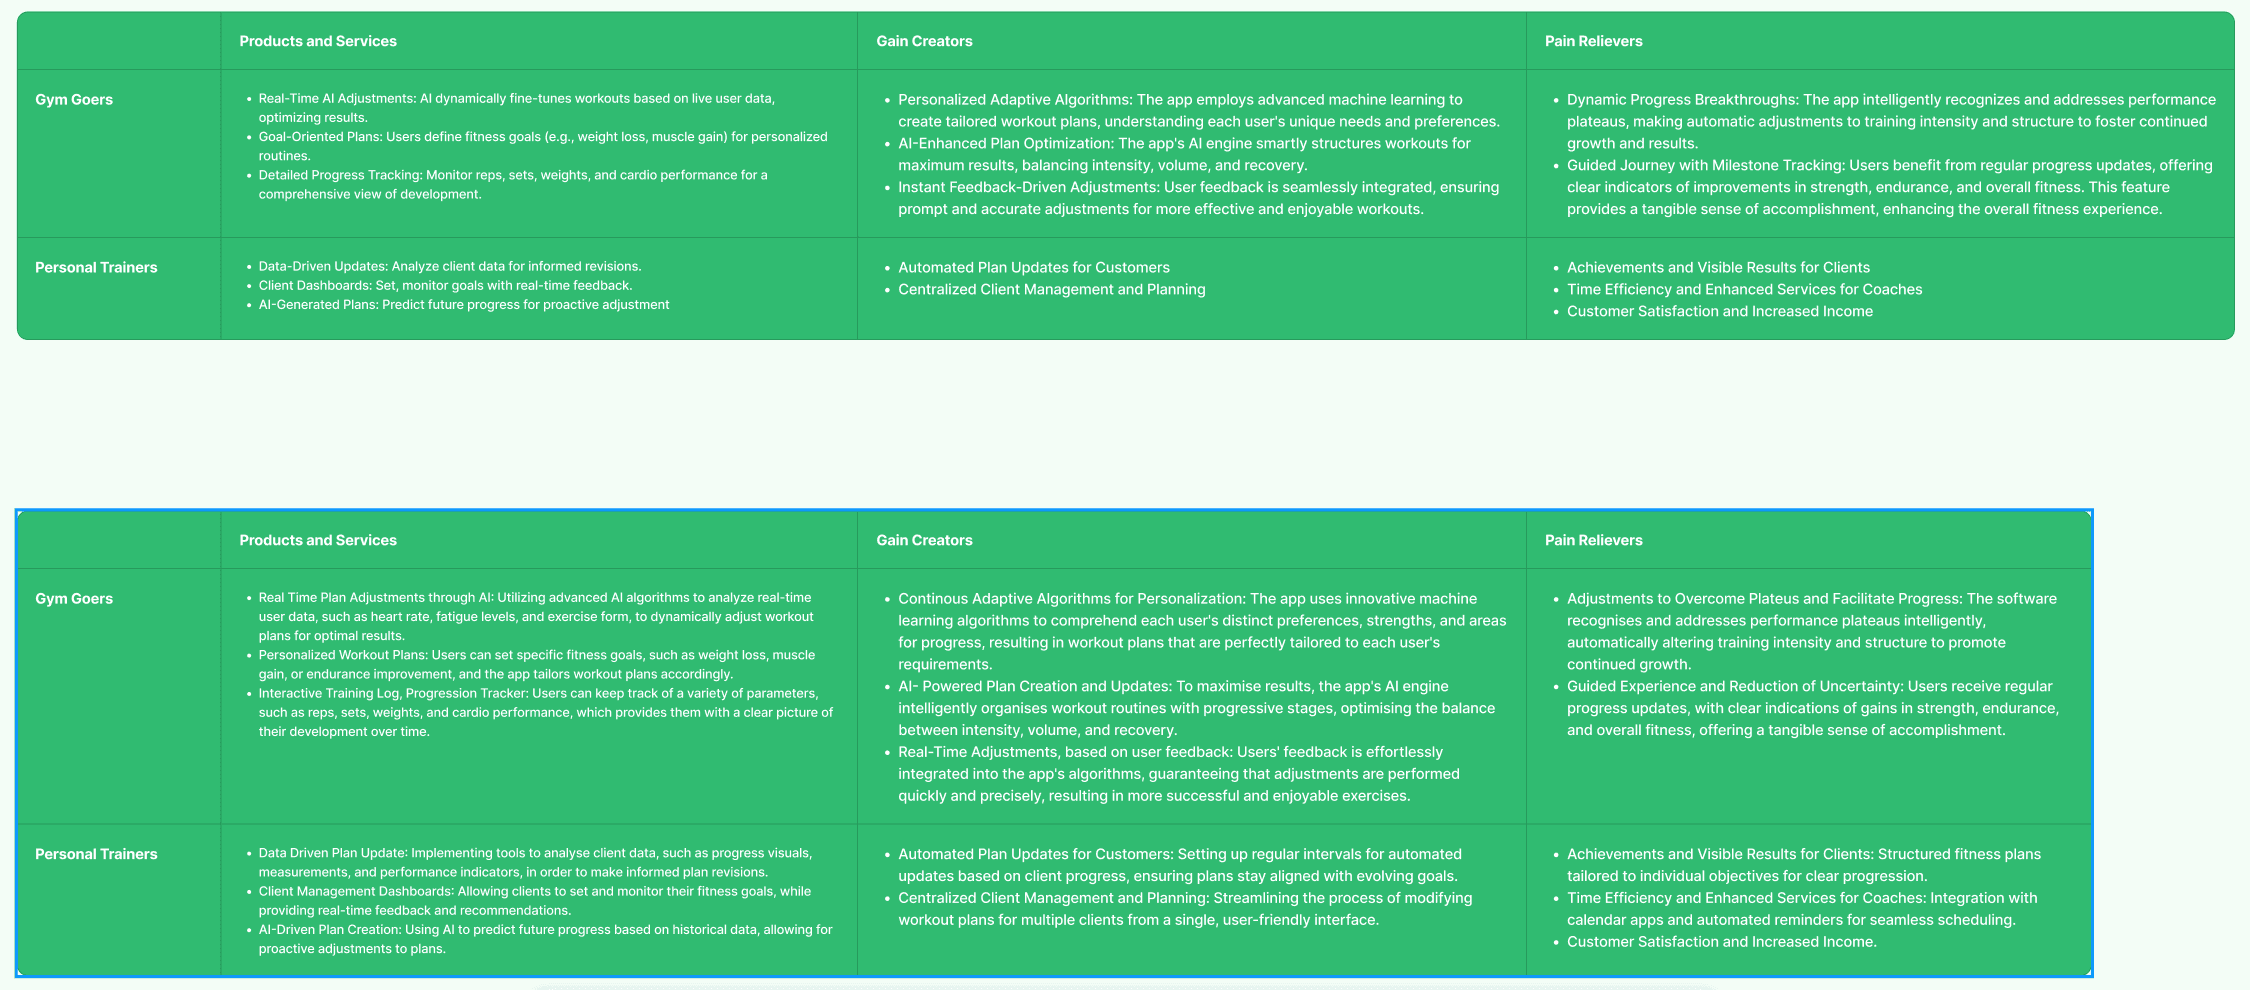 Products and Services
Gain Creators
Pain Relievers
Gym Goers
• Real-Time AI Adjustments: AI dynamically fine-tunes workouts based on live user data,
optimizing results.
• Goal-Oriented Plans: Users define fitness goals (e.g., weight loss, muscle gain) for personalized
routines.
• Detailed Progress Tracking: Monitor reps, sets, weights, and cardio performance for a
comprehensive view of development.
• Personalized Adaptive Algorithms: The app employs advanced machine learning to
create tailored workout plans, understanding each user's unique needs and preferences.
• AI-Enhanced Plan Optimization: The app's AI engine smartly structures workouts for
maximum results, balancing intensity, volume, and recovery.
• Instant Feedback-Driven Adjustments: User feedback is seamlessly integrated, ensuring
prompt and accurate adjustments for more effective and enjoyable workouts.
• Dynamic Progress Breakthroughs: The app intelligently recognizes and addresses performance
plateaus, making automatic adjustments to training intensity and structure to foster continued
growth and results.
• Guided Journey with Milestone Tracking: Users benefit from regular progress updates, offering
clear indicators of improvements in strength, endurance, and overall fitness. This feature
provides a tangible sense of accomplishment, enhancing the overall fitness experience.
Personal Trainers
• Data-Driven Updates: Analyze client data for informed revisions.
• Client Dashboards: Set, monitor goals with real-time feedback.
• AI-Generated Plans: Predict future progress for proactive adjustment
• Automated Plan Updates for Customers
• Centralized Client Management and Planning
• Achievements and Visible Results for Clients
• Time Efficiency and Enhanced Services for Coaches
• Customer Satisfaction and Increased Income
Products and Services
Gain Creators
Pain Relievers
Gym Goers
• Real Time Plan Adjustments through AI: Utilizing advanced AI algorithms to analyze real-time
user data, such as heart rate, fatigue levels, and exercise form, to dynamically adjust workout
plans for optimal results.
• Personalized Workout Plans: Users can set specific fitness goals, such as weight loss, muscle
gain, or endurance improvement, and the app tailors workout plans accordingly.
• Interactive Training Log, Progression Tracker: Users can keep track of a variety of parameters,
such as reps, sets, weights, and cardio performance, which provides them with a clear picture of
their development over time.
• Continous Adaptive Algorithms for Personalization: The app uses innovative machine
learning algorithms to comprehend each user's distinct preferences, strengths, and areas
for progress, resulting in workout plans that are perfectly tailored to each user's
requirements.
• AI- Powered Plan Creation and Updates: To maximise results, the app's AI engine
intelligently organises workout routines with progressive stages, optimising the balance
between intensity, volume, and recovery.
• Real-Time Adjustments, based on user feedback: Users' feedback is effortlessly
integrated into the app's algorithms, guaranteeing that adjustments are performed
quickly and precisely, resulting in more successful and enjoyable exercises.
• Adjustments to Overcome Plateus and Facilitate Progress: The software
recognises and addresses performance plateaus intelligently,
automatically altering training intensity and structure to promote
continued growth.
• Guided Experience and Reduction of Uncertainty: Users receive regular
progress updates, with clear indications of gains in strength, endurance,
and overall fitness, offering a tangible sense of accomplishment.
Personal Trainers
• Data Driven Plan Update: Implementing tools to analyse client data, such as progress visuals,
measurements, and performance indicators, in order to make informed plan revisions.
• Client Management Dashboards: Allowing clients to set and monitor their fitness goals, while
providing real-time feedback and recommendations.
• AI-Driven Plan Creation: Using AI to predict future progress based on historical data, allowing for
proactive adjustments to plans.
• Automated Plan Updates for Customers: Setting up regular intervals for automated
updates based on client progress, ensuring plans stay aligned with evolving goals.
• Centralized Client Management and Planning: Streamlining the process of modifying
workout plans for multiple clients from a single, user-friendly interface.
• Achievements and Visible Results for Clients: Structured fitness plans
tailored to individual objectives for clear progression.
• Time Efficiency and Enhanced Services for Coaches: Integration with
calendar apps and automated reminders for seamless scheduling.
• Customer Satisfaction and Increased Income.